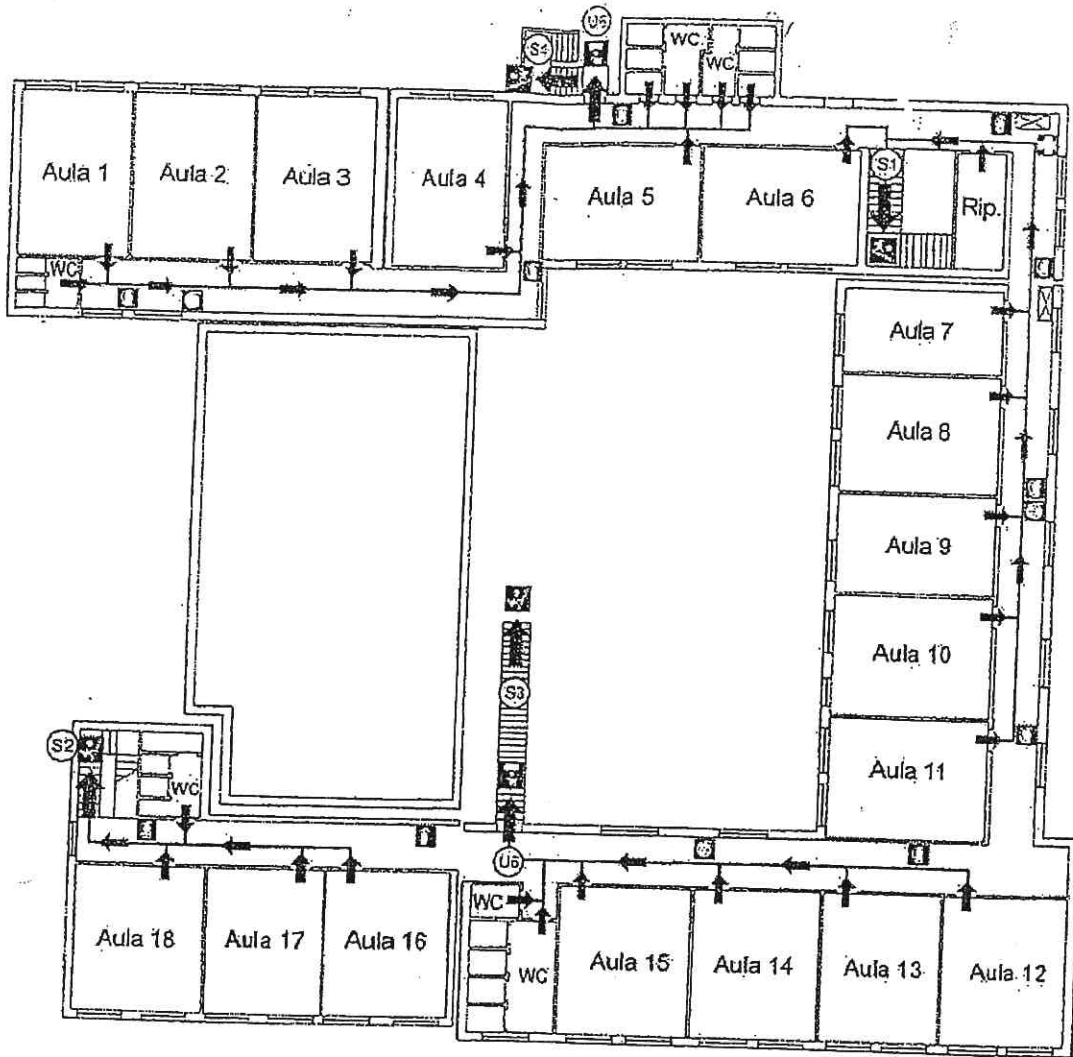 U5
S4
WC
WC
Aula 1
Aula 2
Aula 3
Aula 4
Aula 5
Aula 6
S1
Rip.
WC
Aula 7
Aula 8
Aula 9
Aula 10
Aula 11
S3
S2
WC
U6
WC
WC
Aula 18
Aula 17
Aula 16
Aula 15
Aula 14
Aula 13
Aula 12